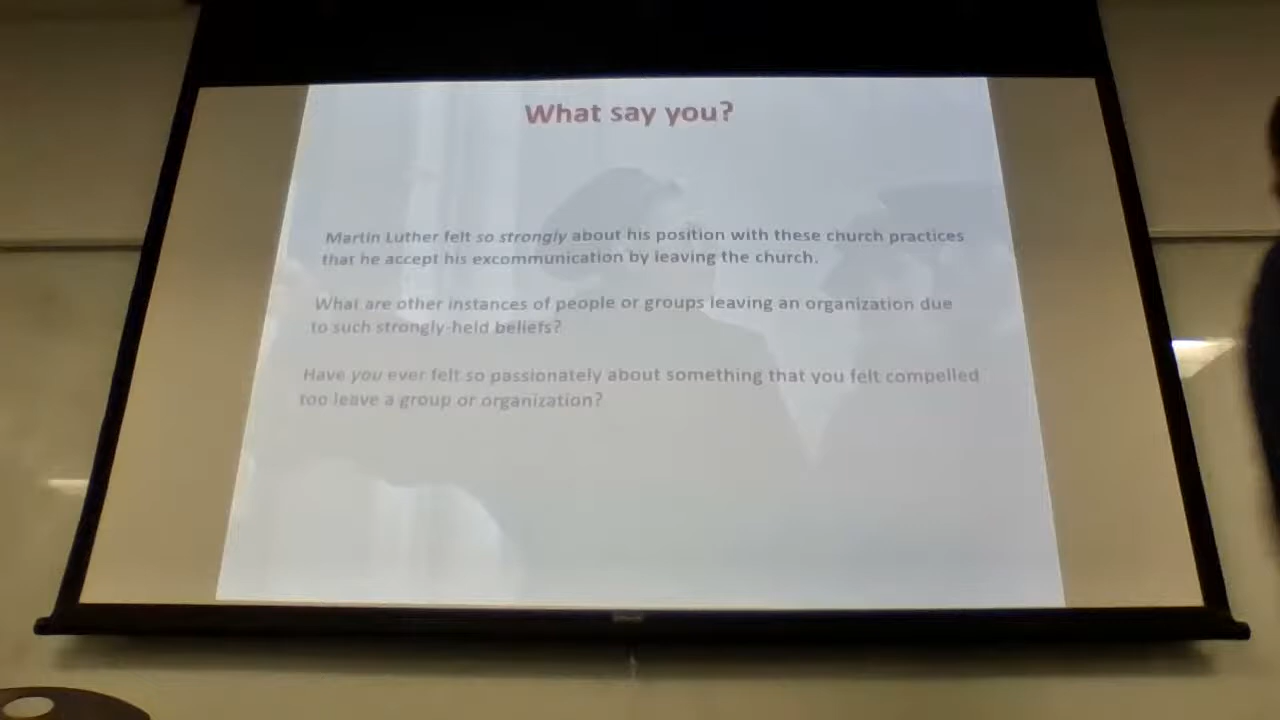 What say you?
Martin Luther felt so strongly about his position with these church practices
that he accept his excommunication by leaving the church.
What are other instances of people or groups leaving an organization due
to such strongly-held beliefs?
Have you ever felt so passionately about something that you felt compelled
too leave a group or organization?